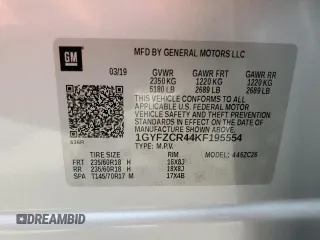 GM
MFD BY GENERAL MOTORS LLC
03/19
GVWR
GAWR FRT
GAWR RR
2350 KG
1220 KG
1220 KG
5180 LB
2689 LB
2689 LB
THIS VEHICLE CONFORMS TO ALL
APPLICABLE U.S. FEDERAL MOTOR
VEHICLE SAFETY, BUMPER, AND
THEFT PREVENTION STANDARDS
IN EFFECT ON THE DATE OF
MANUFACTURE SHOWN ABOVE.
1GYFZCR44KF195554
TYPE: M.P.V.
MODEL:
TIRE SIZE
RIM
FRT 235/60R18 H
18X8J
RR 235/60R18 H
18X8J
SPA T145/70R17 M
17X4B
© DIRBAMID